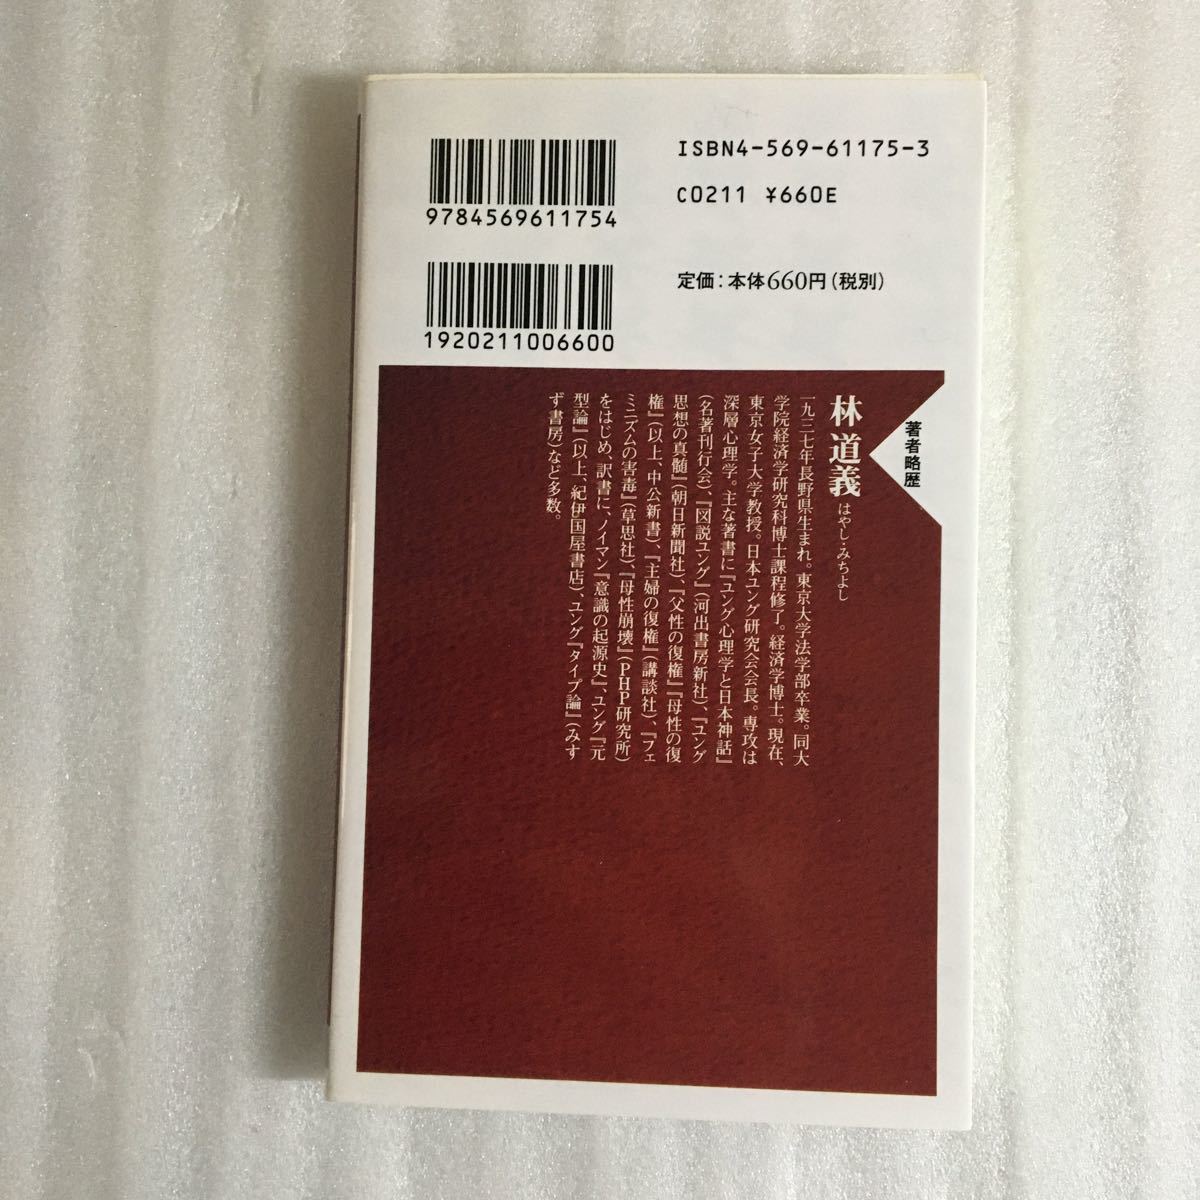 ISBN4-569-61175-3
C0211 ¥660E
9784569611754
定価：本体660円（税別）
1920211006600
著者略歴
林 道義 はやし・みちよし
一九三七年長野県生まれ。東京大学法学部卒業。同大
学院経済学研究科博士課程修了。経済学博士。現在、
東京女子大学教授。日本ユング研究会会長。専攻は
深層心理学。主な著書に『ユング心理学と日本神話』
（名著刊行会）、『図説ユング』（河出書房新社）、『ユング
思想の真髄』（朝日新聞社）、『父性の復権』『母性の復
権』（以上、中公新書）、『主婦の復権』（講談社）、『フェ
ミニズムの害毒』（草思社）、『母性崩壊』（PHP研究所）
をはじめ、訳書に、ノイマン『意識の起源史』、ユング『元
型論』（以上、紀伊国屋書店）、ユング『タイプ論』（みす
ず書房）など多数。